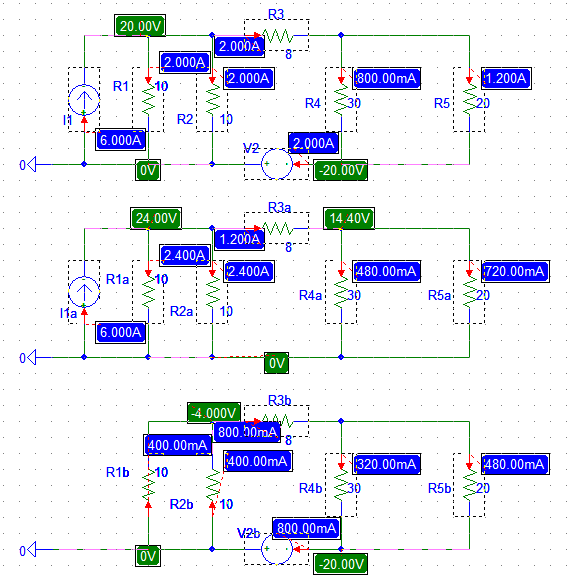 R3
20.00V
2.000A
8
R1
2.000A
10
2.000A
R4
800.00mA
30
R5
1.200A
20
I1
R2
10
6.000A
V2
2.000A
0
0V
-20.00V
R3a
24.00V
1.200A
14.40V
8
R1a
2.400A
10
2.400A
R4a
480.00mA
30
R5a
720.00mA
20
I1a
R2a
10
6.000A
0
0V
R3b
-4.000V
800.00mA
8
400.00mA
400.00mA
R1b
10
320.00mA
480.00mA
R4b
30
R5b
20
R2b
10
V2b
800.00mA
0
0V
-20.00V